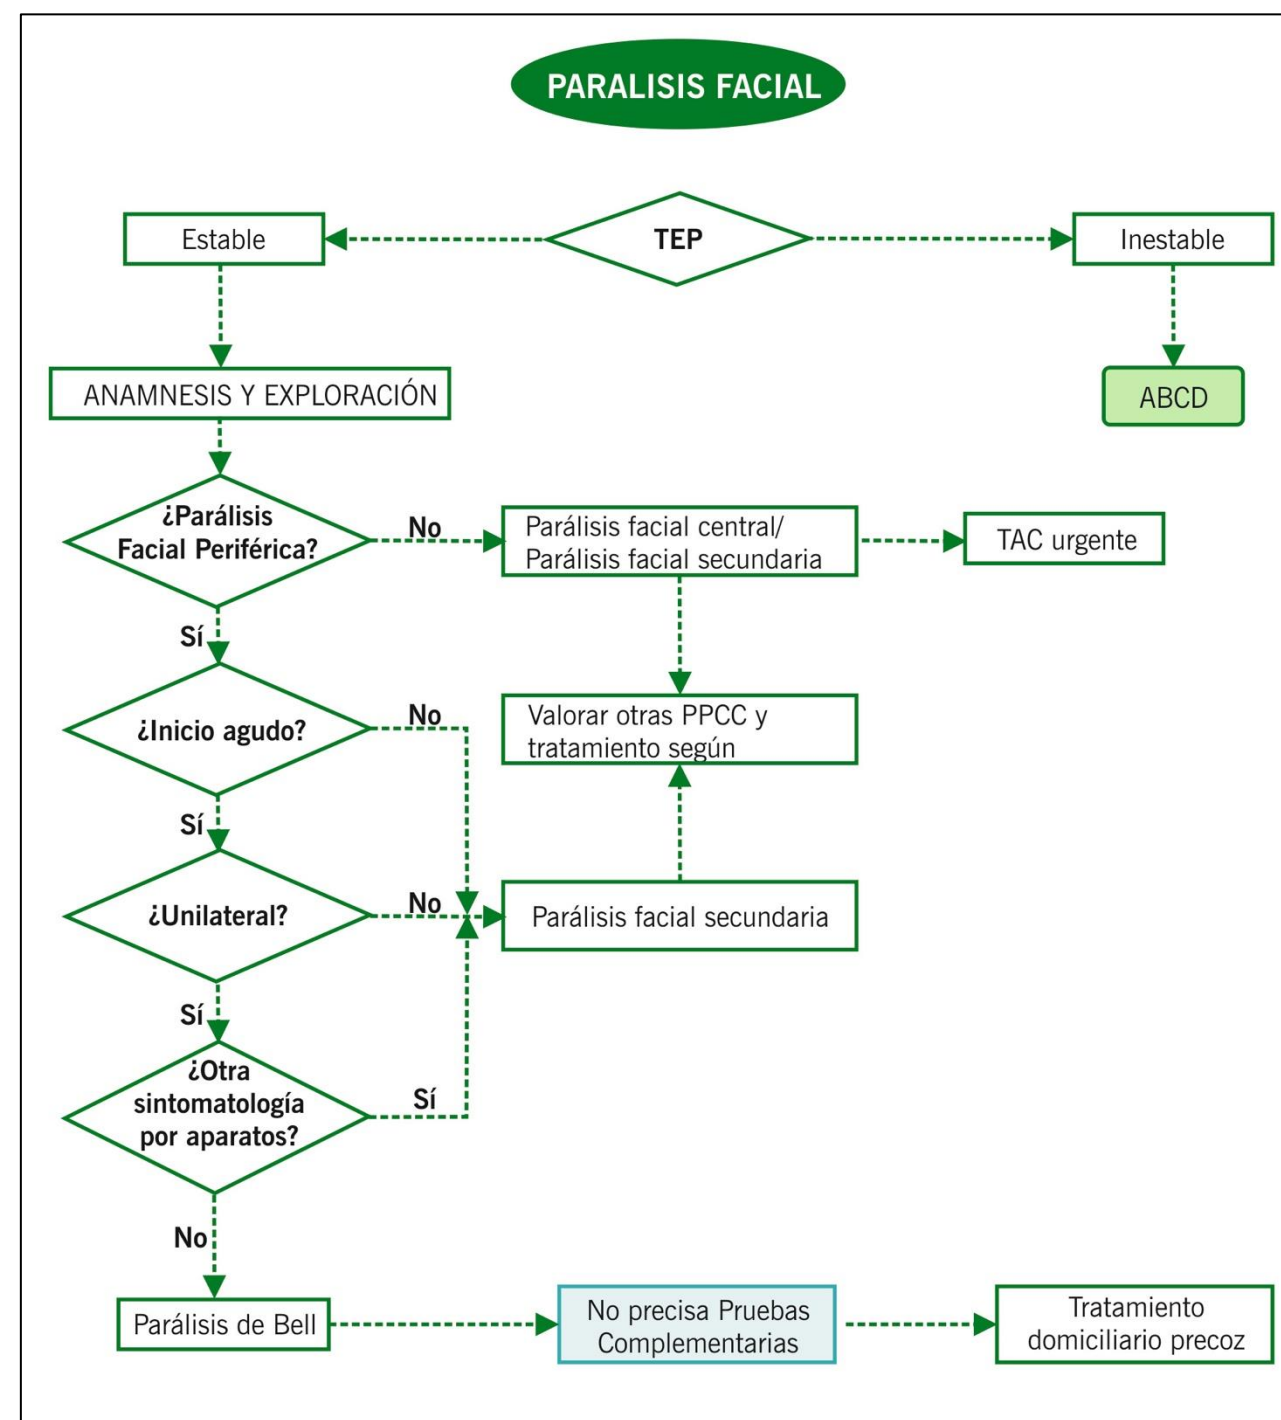 PARALISIS FACIAL
Estable
TEP
Inestable
ANAMNESIS Y EXPLORACIÓN
ABCD
¿Parálisis
Facial Periférica?
No
Parálisis facial central/
Parálisis facial secundaria
TAC urgente
Sí
¿Inicio agudo?
No
Valorar otras PPCC y
tratamiento según
Sí
¿Unilateral?
No
Parálisis facial secundaria
Sí
¿Otra
sintomatología
por aparatos?
Sí
No
Parálisis de Bell
No precisa Pruebas
Complementarias
Tratamiento
domiciliario precoz